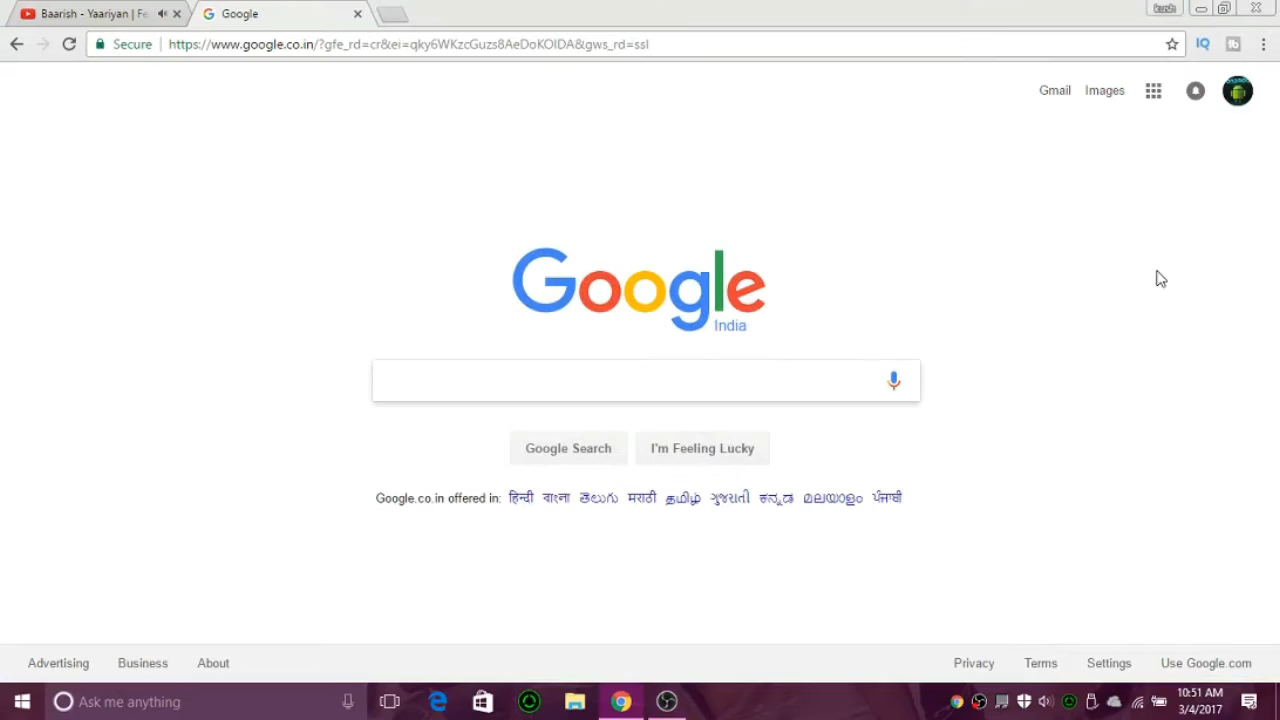 Baarish - Yaariyan | Fe
Google
Secure
https://www.google.co.in/?gfe_rd=cr&ei=qky6WKzcGuzs8AeDoKOIDA&gws_rd=ssl
IQ
Gmail Images
Google
India
Google Search I'm Feeling Lucky
Google.co.in offered in: हिन्दी বাংলা తెలుగు मराठी தமிழ் ગુજરાતી ಕನ್ನಡ മലയാളം ਪੰਜਾਬੀ
Advertising Business About Privacy Terms Settings Use Google.com
Ask me anything
10:51 AM
3/4/2017